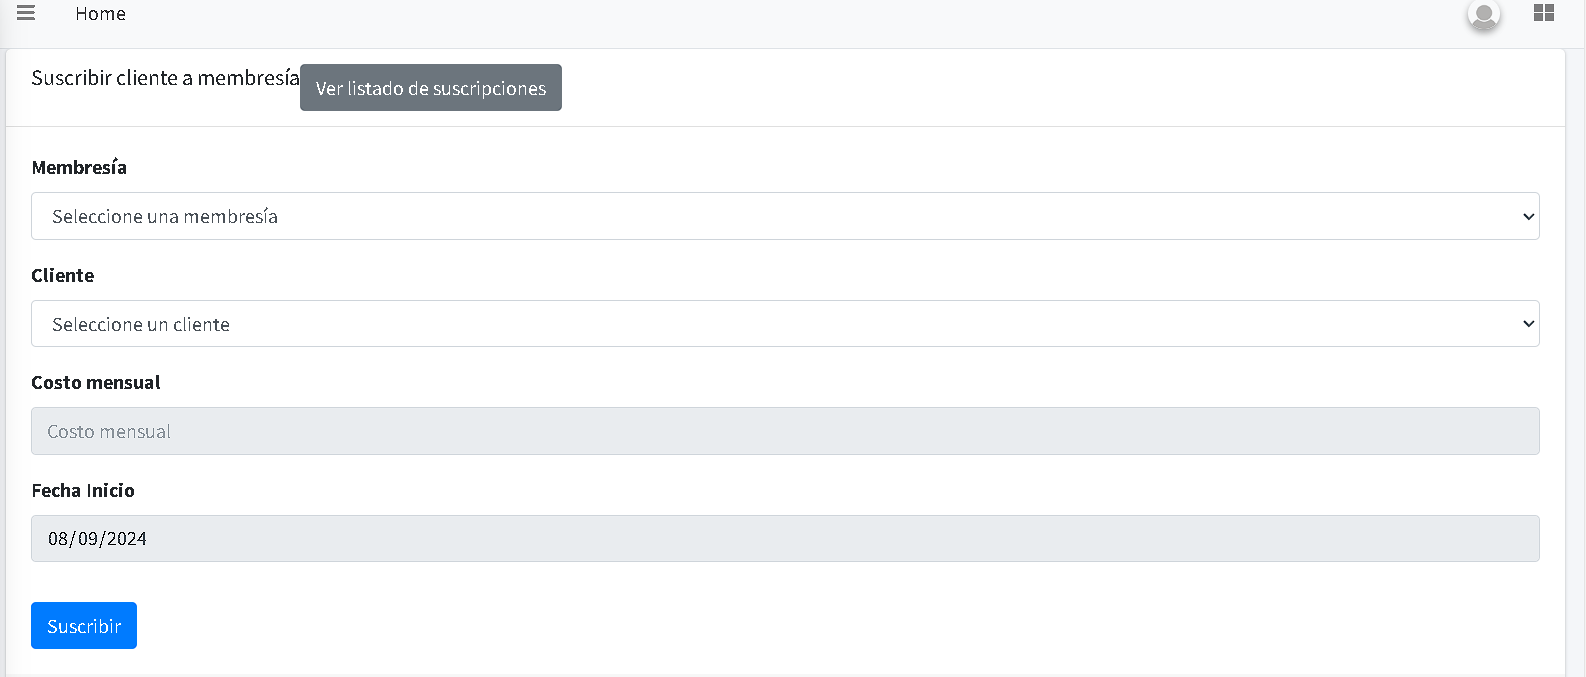 Home
Suscribir cliente a membresía
Ver listado de suscripciones
Membresía
Seleccione una membresía
Cliente
Seleccione un cliente
Costo mensual
Costo mensual
Fecha Inicio
08/09/2024
Suscribir